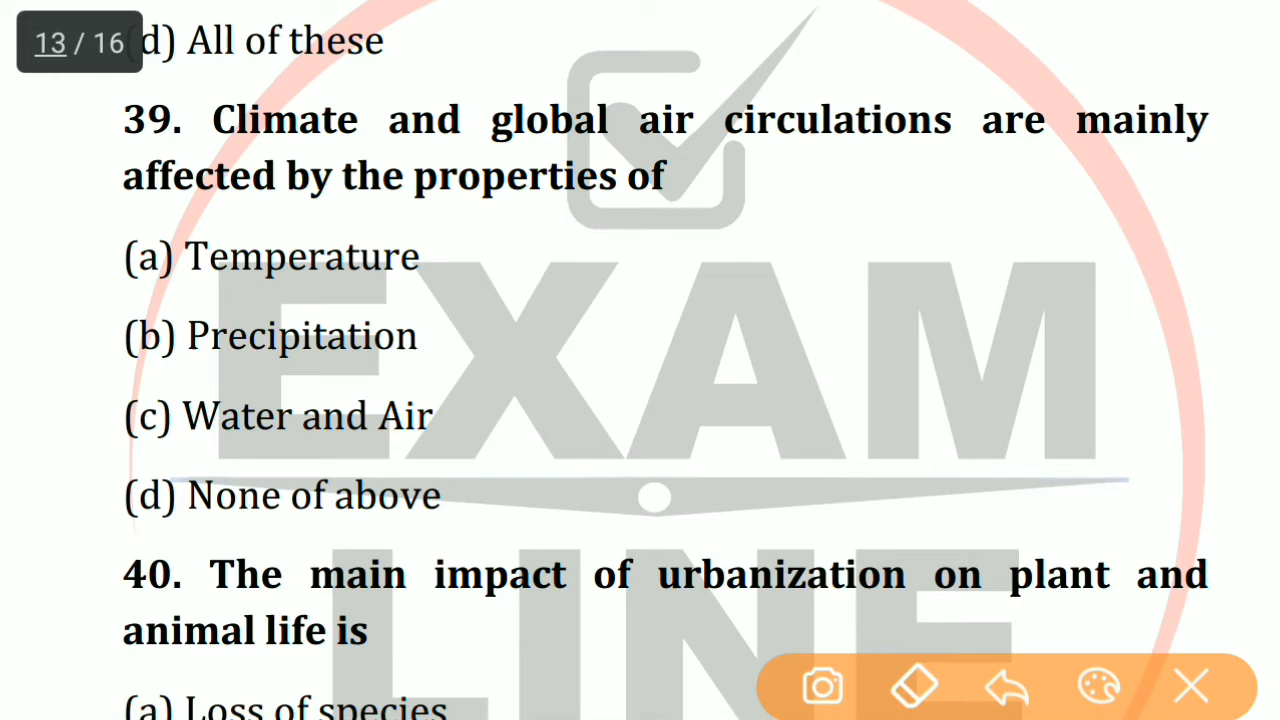 13 / 16
d) All of these
39. Climate and global air circulations are mainly
affected by the properties of
(a) Temperature
(b) Precipitation
(c) Water and Air
(d) None of above
40. The main impact of urbanization on plant and
animal life is
(a) Loss of species
EXAM
LINE